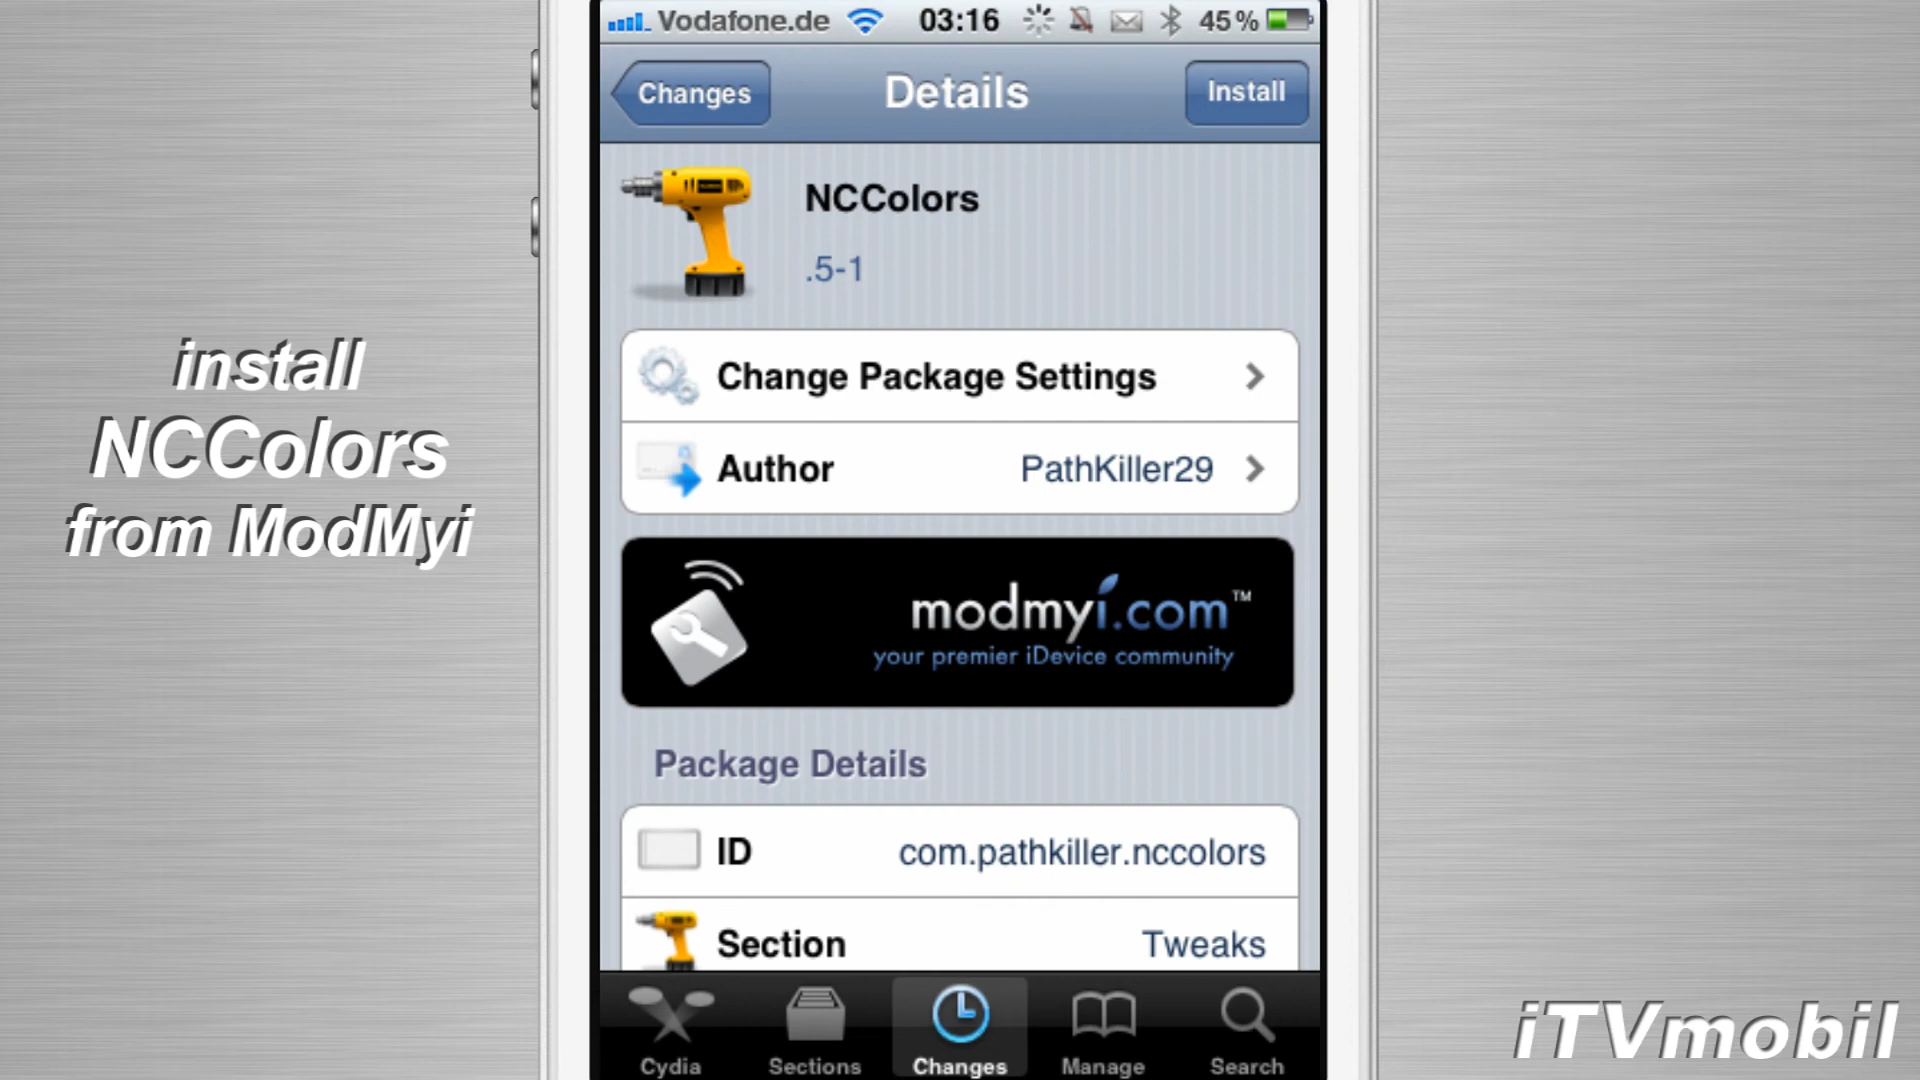 Vodafone.de 03:16 45%
Changes Details Install
NCColors
.5-1
Change Package Settings
Author PathKiller29
modmyi.com™
your premier iDevice community
Package Details
ID com.pathkiller.nccolors
Section Tweaks
Cydia Sections Changes Manage Search
install
NCColors
from ModMyi
iTVmobil